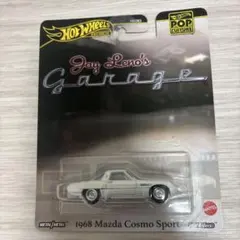 HOT WHEELS
POP CULTURE
Jay Leno's
Garage
1968 Mazda Cosmo Sport